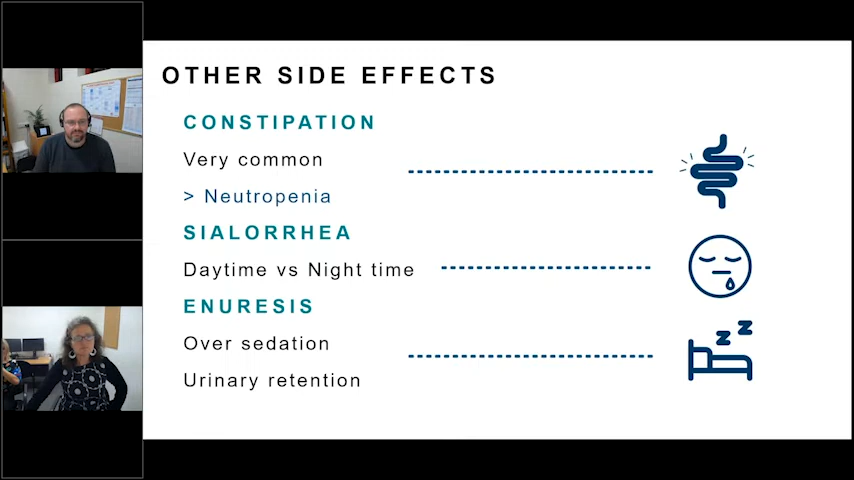 OTHER SIDE EFFECTS
CONSTIPATION
Very common
> Neutropenia
SIALORRHEA
Daytime vs Night time
ENURESIS
Over sedation
Urinary retention
z z